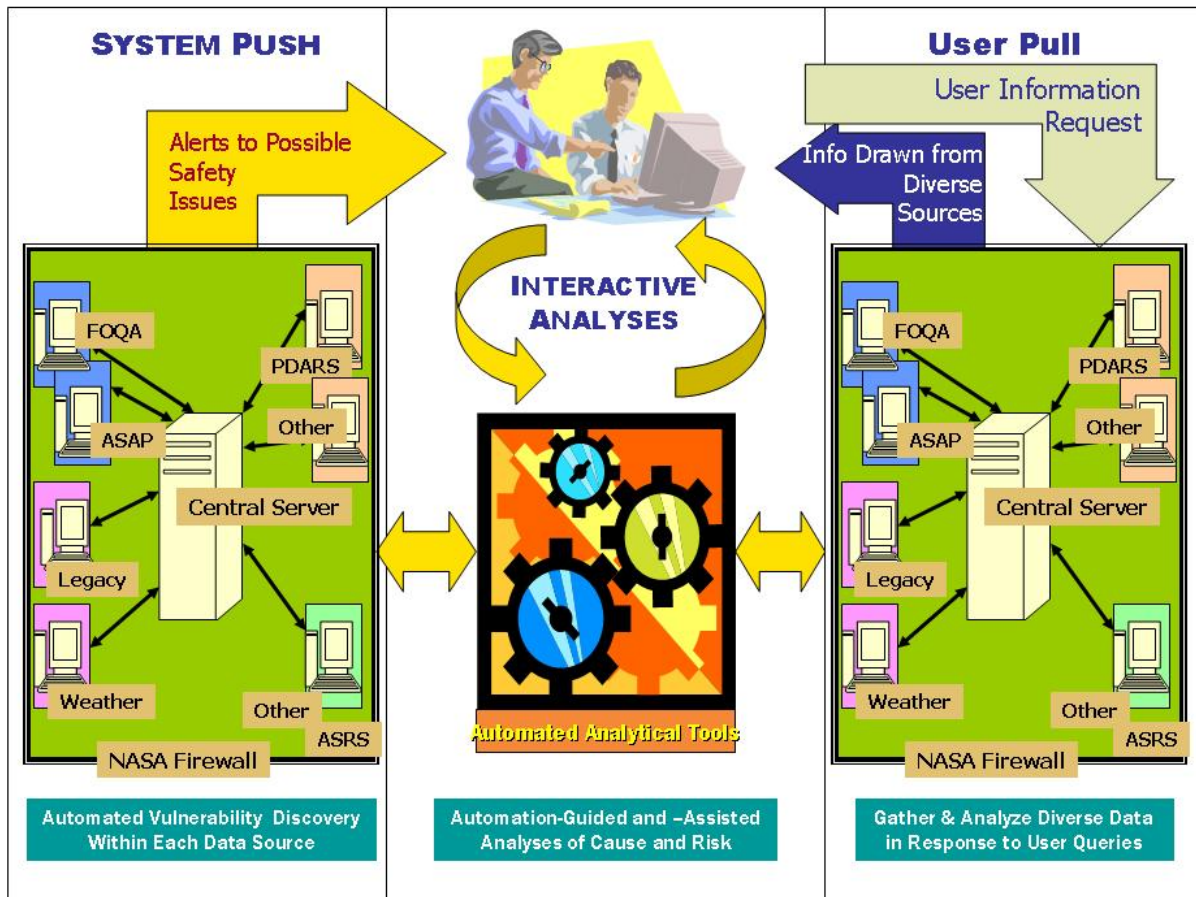 SYSTEM PUSH
Alerts to Possible
Safety
Issues
FOQA
PDARS
ASAP
Other
Central Server
Legacy
Weather
Other
ASRS
NASA Firewall
Automated Vulnerability Discovery
Within Each Data Source
INTERACTIVE
ANALYSES
Automated Analytical Tools
Automation-Guided and –Assisted
Analyses of Cause and Risk
User Pull
User Information
Request
Info Drawn from
Diverse
Sources
FOQA
PDARS
ASAP
Other
Central Server
Legacy
Weather
Other
ASRS
NASA Firewall
Gather & Analyze Diverse Data
in Response to User Queries